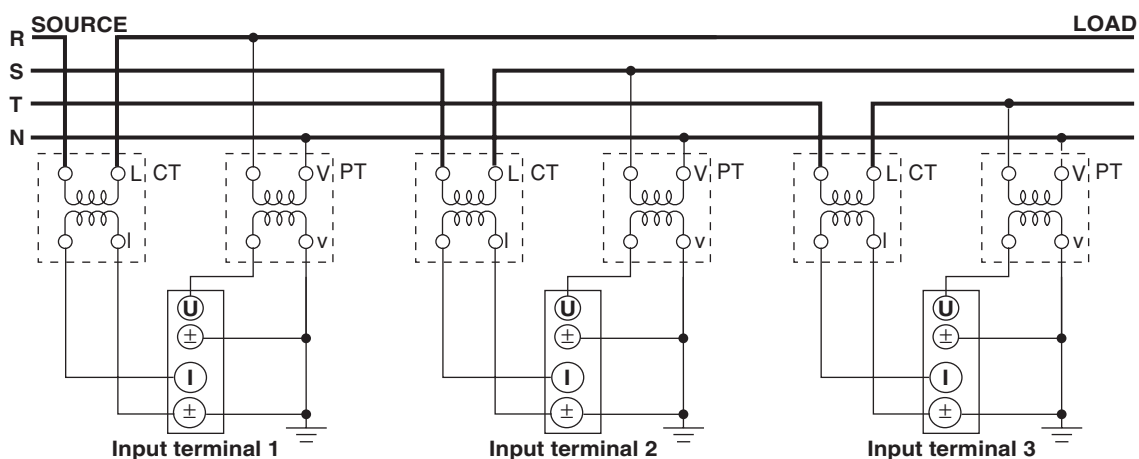 SOURCE LOAD
R
S
T
N
L CT V PT L CT V PT L CT V PT
l v l v l v
U U U
± ± ±
I I I
± ± ±
Input terminal 1 Input terminal 2 Input terminal 3